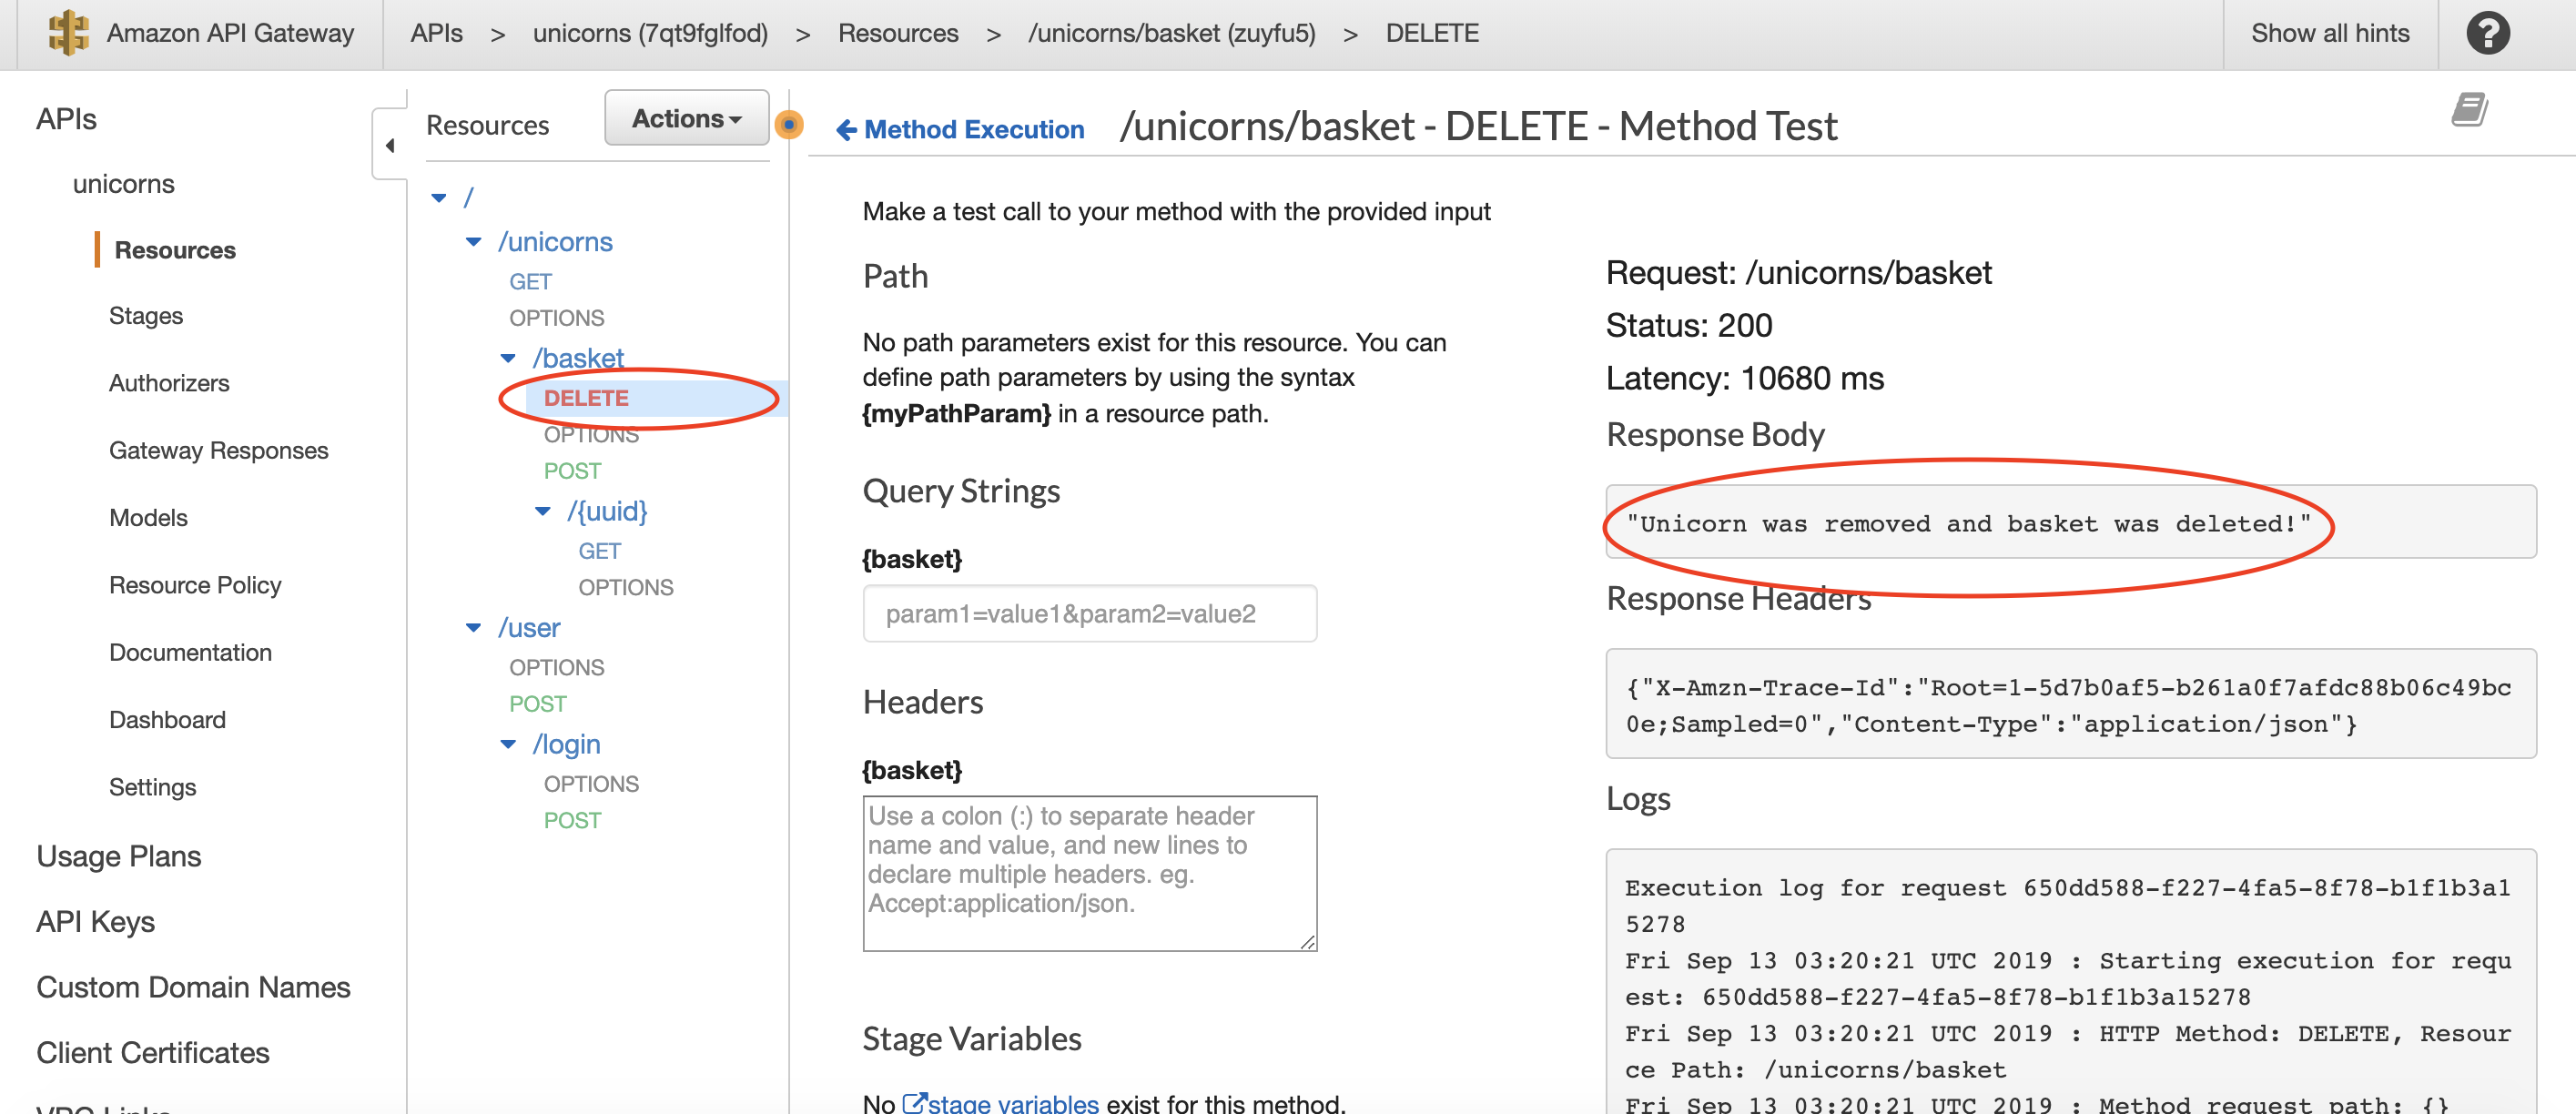 Amazon API Gateway
APIs > unicorns (7qt9fglfod) > Resources > /unicorns/basket (zuyfu5) > DELETE
Show all hints
?
APIs
unicorns
Resources
Stages
Authorizers
Gateway Responses
Models
Resource Policy
Documentation
Dashboard
Settings
Usage Plans
API Keys
Custom Domain Names
Client Certificates
VPC Links
Resources
Actions
/
/unicorns
GET
OPTIONS
/basket
DELETE
OPTIONS
POST
/{uuid}
GET
OPTIONS
/user
OPTIONS
POST
/login
OPTIONS
POST
Method Execution
/unicorns/basket - DELETE - Method Test
Make a test call to your method with the provided input
Path
No path parameters exist for this resource. You can
define path parameters by using the syntax
{myPathParam} in a resource path.
Query Strings
{basket}
param1=value1&param2=value2
Headers
{basket}
Use a colon (:) to separate header
name and value, and new lines to
declare multiple headers. eg.
Accept:application/json.
Stage Variables
No stage variables exist for this method.
Request: /unicorns/basket
Status: 200
Latency: 10680 ms
Response Body
"Unicorn was removed and basket was deleted!"
Response Headers
{"X-Amzn-Trace-Id":"Root=1-5d7b0af5-b261a0f7afdc88b06c49bc
0e;Sampled=0","Content-Type":"application/json"}
Logs
Execution log for request 650dd588-f227-4fa5-8f78-b1f1b3a1
5278
Fri Sep 13 03:20:21 UTC 2019 : Starting execution for requ
est: 650dd588-f227-4fa5-8f78-b1f1b3a15278
Fri Sep 13 03:20:21 UTC 2019 : HTTP Method: DELETE, Resour
ce Path: /unicorns/basket
Fri Sep 13 03:20:21 UTC 2019 : Method request path: {}